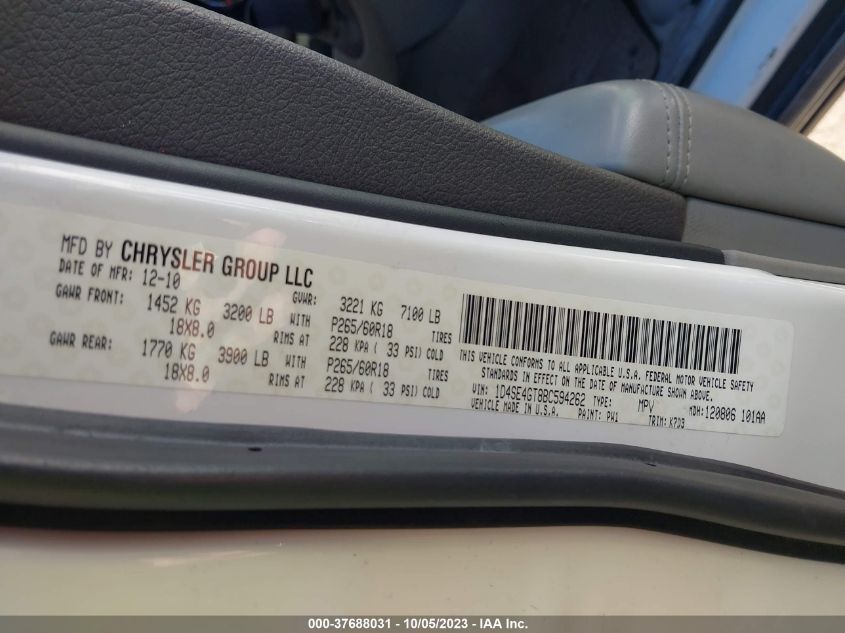 MFD BY CHRYSLER GROUP LLC
DATE OF MFR: 12-10 GVWR: 3221 KG 7100 LB
GAWR FRONT: 1452 KG 3200 LB WITH P265/60R18 TIRES
18X8.0 RIMS AT 228 KPA ( 33 PSI) COLD
GAWR REAR: 1770 KG 3900 LB WITH P265/60R18 TIRES
18X8.0 RIMS AT 228 KPA ( 33 PSI) COLD
THIS VEHICLE CONFORMS TO ALL APPLICABLE U.S.A. FEDERAL MOTOR VEHICLE SAFETY
STANDARDS IN EFFECT ON THE DATE OF MANUFACTURE SHOWN ABOVE.
VIN: 1D4SE4GT8BC594262 TYPE: MPV MDH:120806 101AA
VEHICLE MADE IN U.S.A. PAINT: PW1 TRIM: K7D3
000-37688031 - 10/05/2023 - IAA Inc.